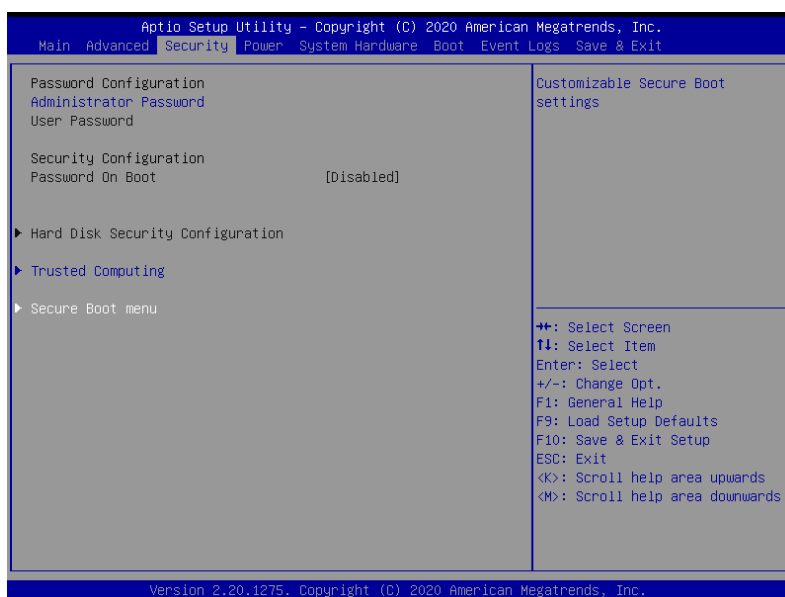 Aptio Setup Utility – Copyright (C) 2020 American Megatrends, Inc.
Main Advanced Security Power System Hardware Boot Event Logs Save & Exit
Password Configuration
Administrator Password
User Password
Security Configuration
Password On Boot [Disabled]
Hard Disk Security Configuration
Trusted Computing
Secure Boot menu
Customizable Secure Boot
settings
→←: Select Screen
↑↓: Select Item
Enter: Select
+/-: Change Opt.
F1: General Help
F9: Load Setup Defaults
F10: Save & Exit Setup
ESC: Exit
<K>: Scroll help area upwards
<M>: Scroll help area downwards
Version 2.20.1275. Copyright (C) 2020 American Megatrends, Inc.